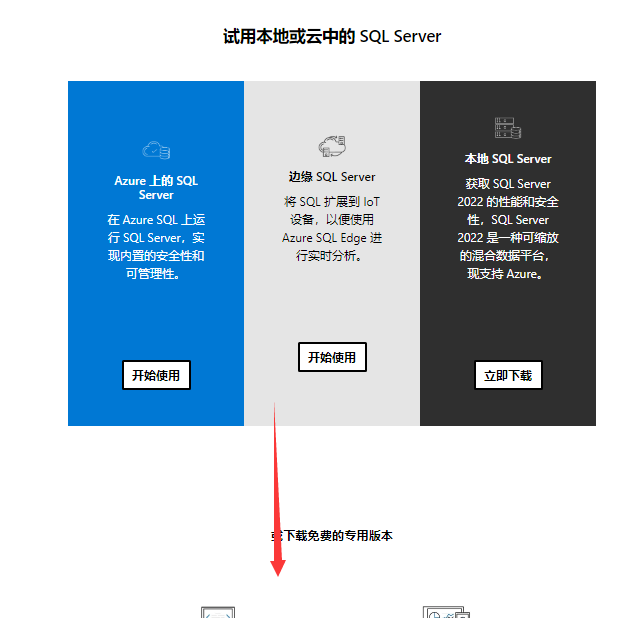 试用本地或云中的 SQL Server
Azure 上的 SQL
Server
在 Azure SQL 上运
行 SQL Server，实
现内置的安全性和
可管理性。
开始使用
边缘 SQL Server
将 SQL 扩展到 IoT
设备，以便使用
Azure SQL Edge 进
行实时分析。
开始使用
本地 SQL Server
获取 SQL Server
2022 的性能和安全
性，SQL Server
2022 是一种可缩放
的混合数据平台，
现支持 Azure。
立即下载
或下载免费的专用版本